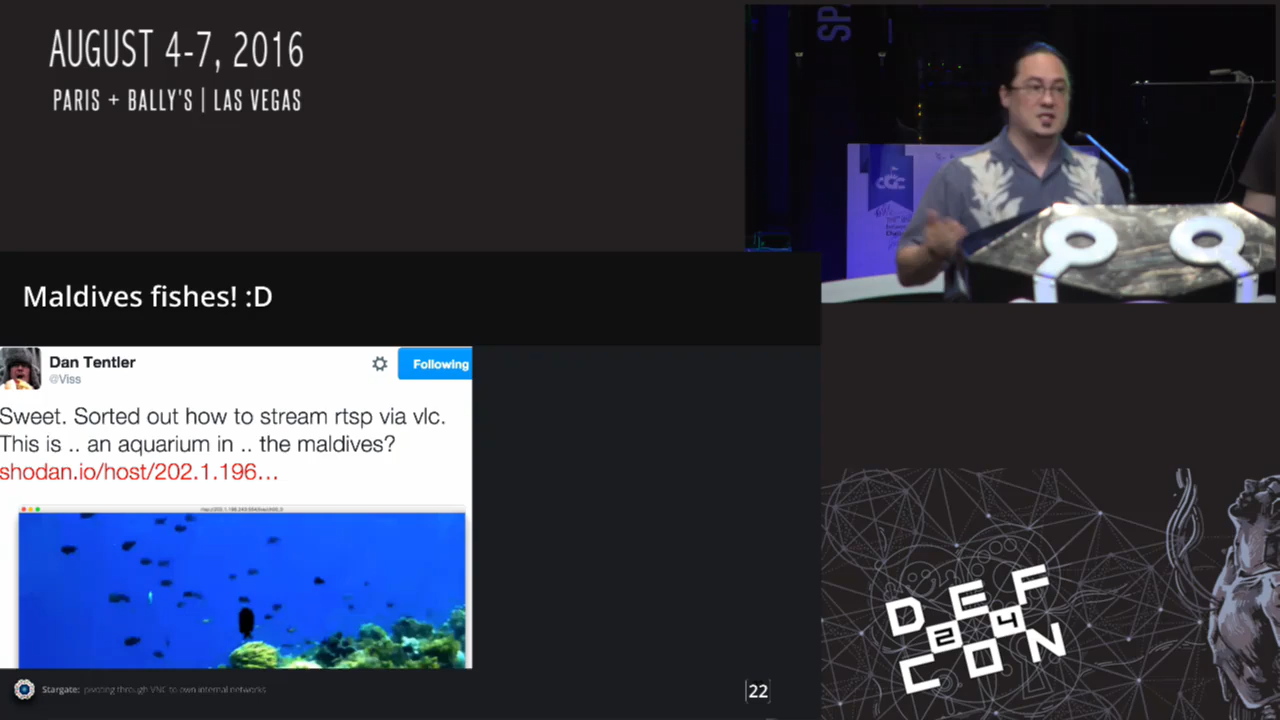 AUGUST 4-7, 2016
PARIS + BALLY'S | LAS VEGAS
SPA
CGC
Maldives fishes! :D
Dan Tentler
@Viss
Following
Sweet. Sorted out how to stream rtsp via vlc.
This is .. an aquarium in .. the maldives?
shodan.io/host/202.1.196...
Stargate: pivoting through VNC to own internal networks
22
DEF
24
CON